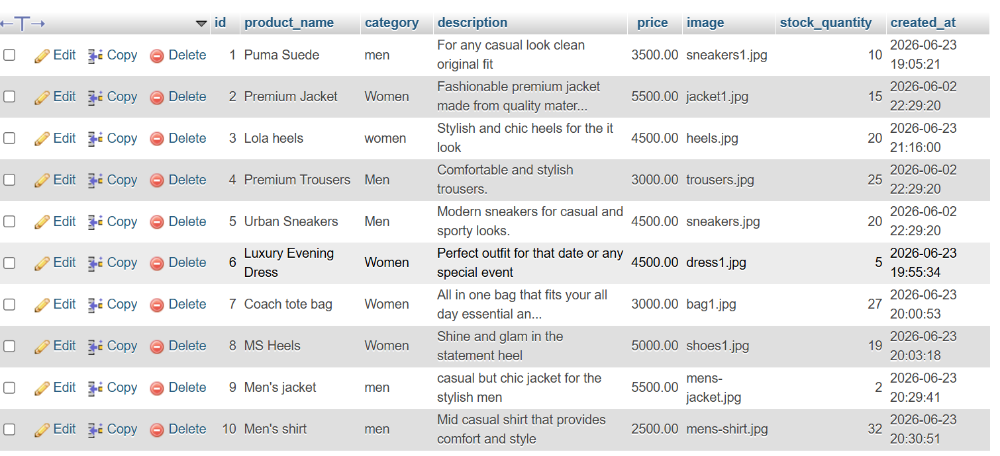 ←T→ id product_name category description price image stock_quantity created_at
Edit Copy Delete 1 Puma Suede men For any casual look clean original fit 3500.00 sneakers1.jpg 10 2026-06-23 19:05:21
Edit Copy Delete 2 Premium Jacket Women Fashionable premium jacket made from quality mater... 5500.00 jacket1.jpg 15 2026-06-02 22:29:20
Edit Copy Delete 3 Lola heels women Stylish and chic heels for the it look 4500.00 heels.jpg 20 2026-06-23 21:16:00
Edit Copy Delete 4 Premium Trousers Men Comfortable and stylish trousers. 3000.00 trousers.jpg 25 2026-06-02 22:29:20
Edit Copy Delete 5 Urban Sneakers Men Modern sneakers for casual and sporty looks. 4500.00 sneakers.jpg 20 2026-06-02 22:29:20
Edit Copy Delete 6 Luxury Evening Dress Women Perfect outfit for that date or any special event 4500.00 dress1.jpg 5 2026-06-23 19:55:34
Edit Copy Delete 7 Coach tote bag Women All in one bag that fits your all day essential an... 3000.00 bag1.jpg 27 2026-06-23 20:00:53
Edit Copy Delete 8 MS Heels Women Shine and glam in the statement heel 5000.00 shoes1.jpg 19 2026-06-23 20:03:18
Edit Copy Delete 9 Men's jacket men casual but chic jacket for the stylish men 5500.00 mens-jacket.jpg 2 2026-06-23 20:29:41
Edit Copy Delete 10 Men's shirt men Mid casual shirt that provides comfort and style 2500.00 mens-shirt.jpg 32 2026-06-23 20:30:51